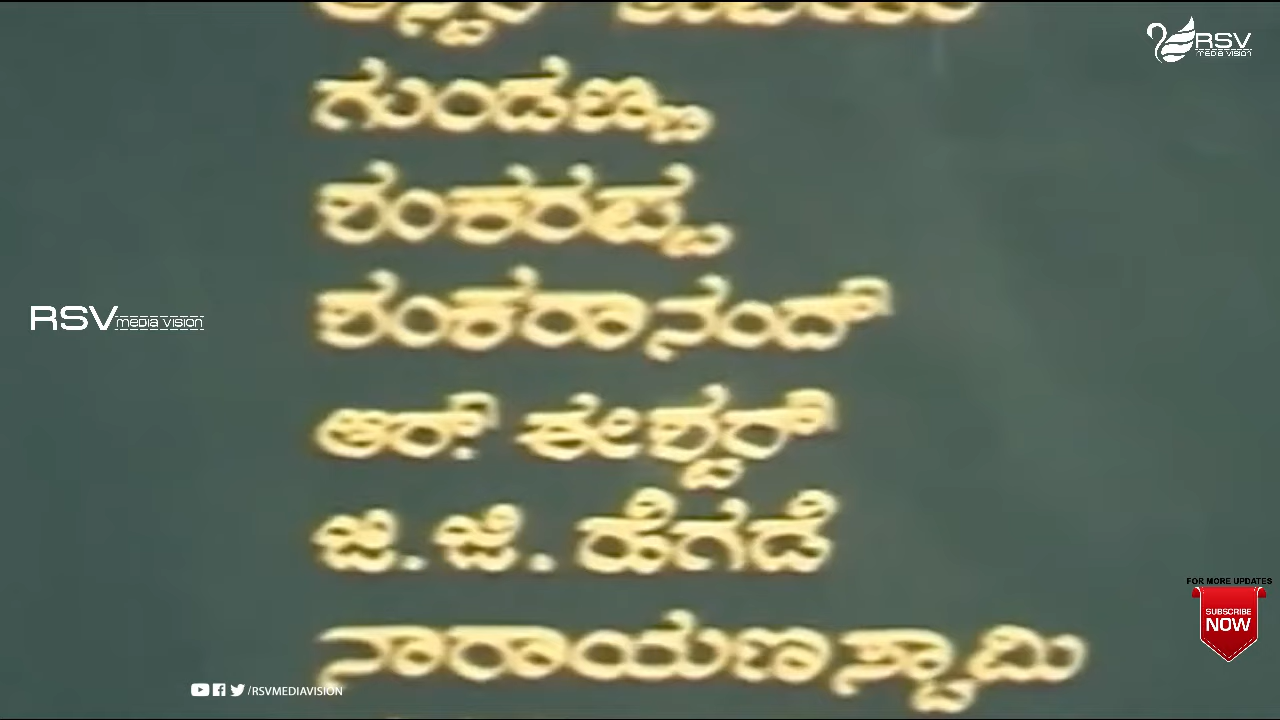 RSV
media vision
ಗುಂಡಣ್ಣ
ಶಂಕರಪ್ಪ
ಶಂಕರಾನಂದ್
RSV media vision
ಆರ್. ಈಶ್ವರ್
ಜಿ. ಜಿ. ಹೆಗಡೆ
FOR MORE UPDATES
SUBSCRIBE
NOW
ನಾರಾಯಣಸ್ವಾಮಿ
/RSVMEDIAVISION